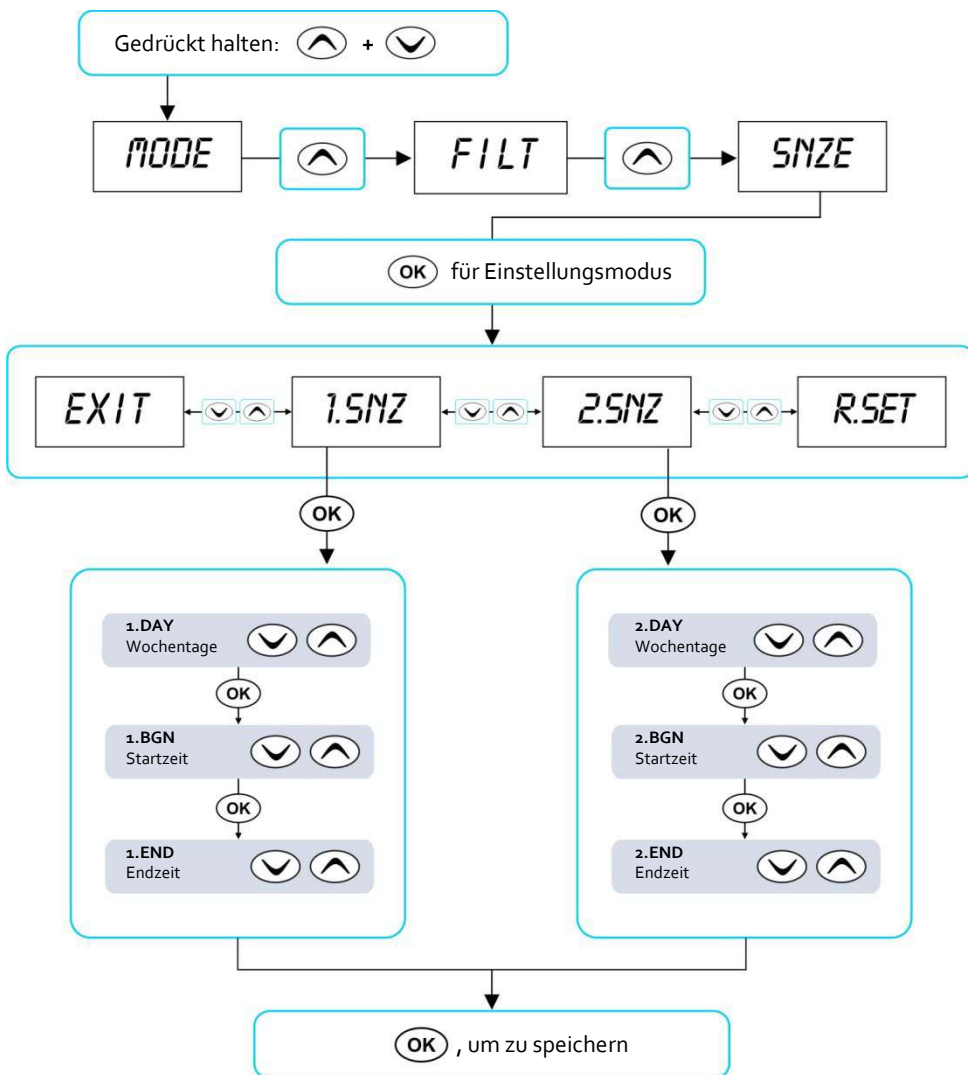 Gedrückt halten: +
MODE FILT SNZE
OK für Einstellungsmodus
EXIT 1.SNZ 2.SNZ R.SET
OK OK
1.DAY
Wochentage
OK
1.BGN
Startzeit
OK
1.END
Endzeit
2.DAY
Wochentage
OK
2.BGN
Startzeit
OK
2.END
Endzeit
OK , um zu speichern